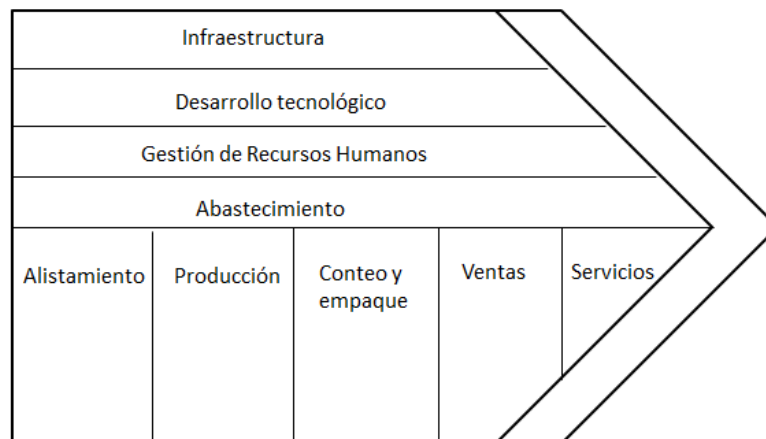 Infraestructura
Desarrollo tecnológico
Gestión de Recursos Humanos
Abastecimiento
Alistamiento
Producción
Conteo y
empaque
Ventas
Servicios